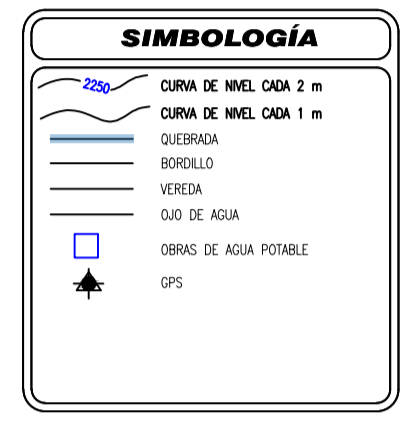 SIMBOLOGÍA
2250 CURVA DE NIVEL CADA 2 m
CURVA DE NIVEL CADA 1 m
QUEBRADA
BORDILLO
VEREDA
OJO DE AGUA
OBRAS DE AGUA POTABLE
GPS